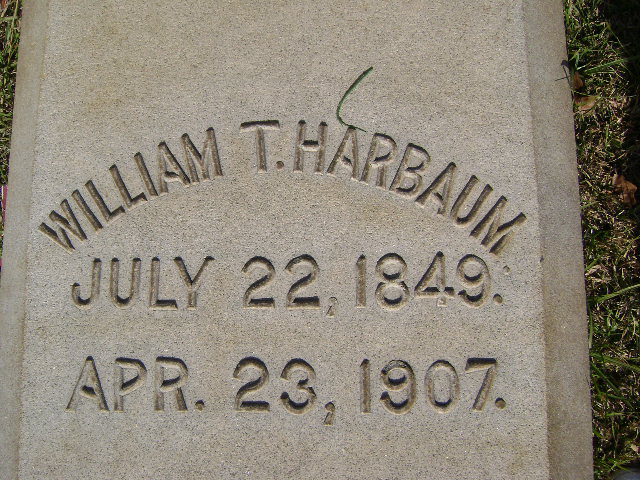 WILLIAM T. HARBAUM.
JULY 22, 1849.
APR. 23, 1907.